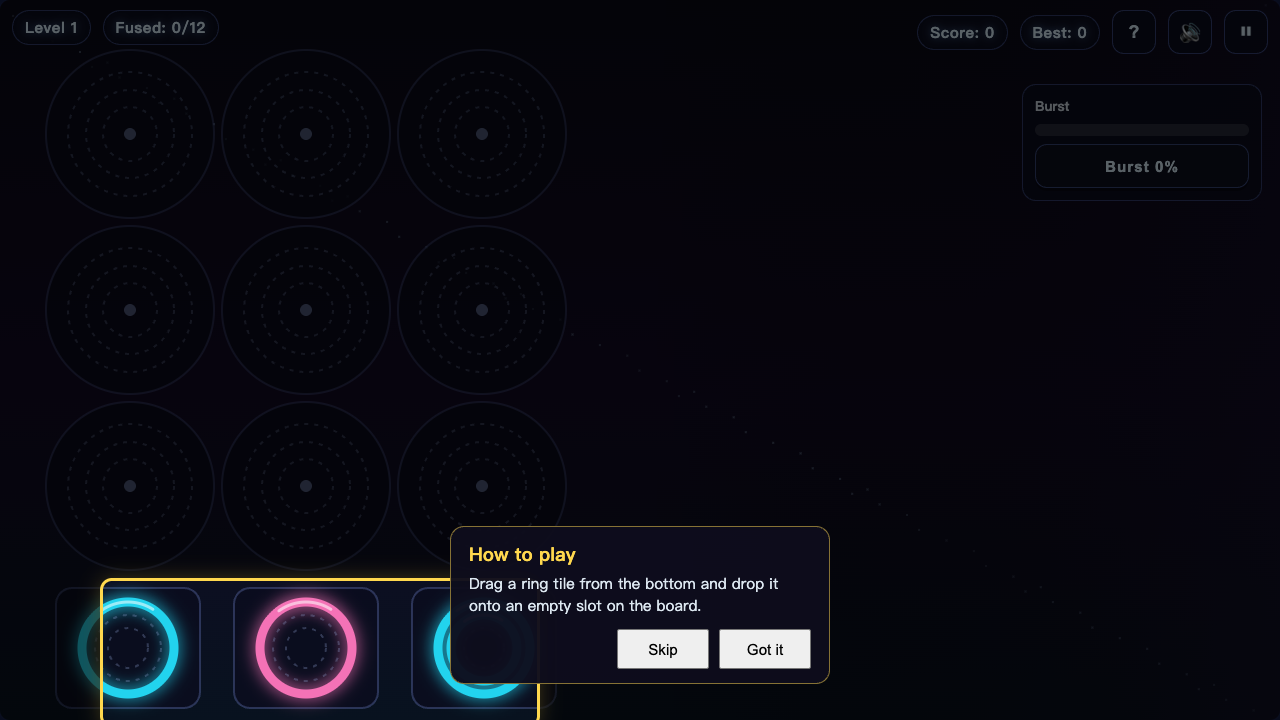 Level 1
Fused: 0/12
Score: 0
Best: 0
?
Burst
Burst 0%
How to play
Drag a ring tile from the bottom and drop it
onto an empty slot on the board.
Skip
Got it